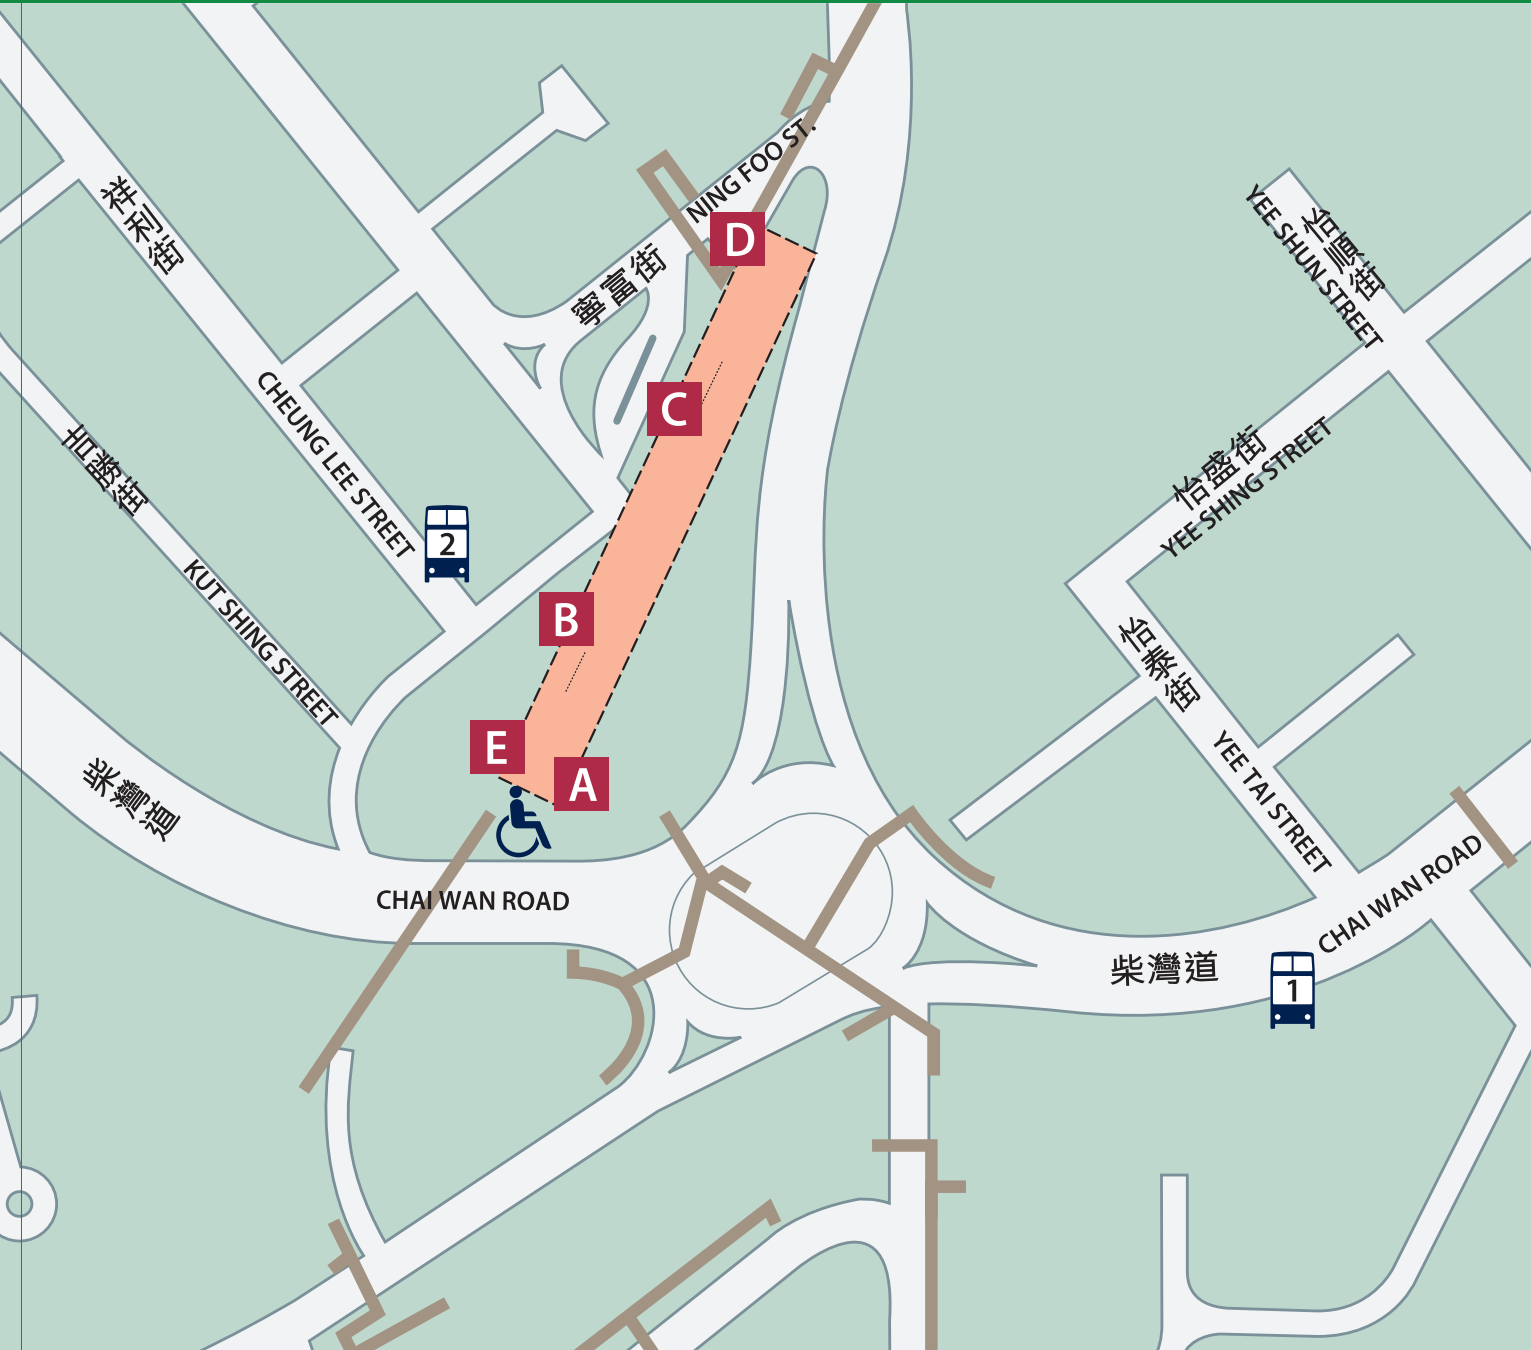 NING FOO ST.
D
祥利街
怡順街
YEE SHUN STREET
寧富街
CHEUNG LEE STREET
C
吉勝街
怡盛街
YEE SHING STREET
2
KUT SHING STREET
B
怡泰街
E
A
YEE TAI STREET
柴灣道
CHAI WAN ROAD
CHAI WAN ROAD
柴灣道
1